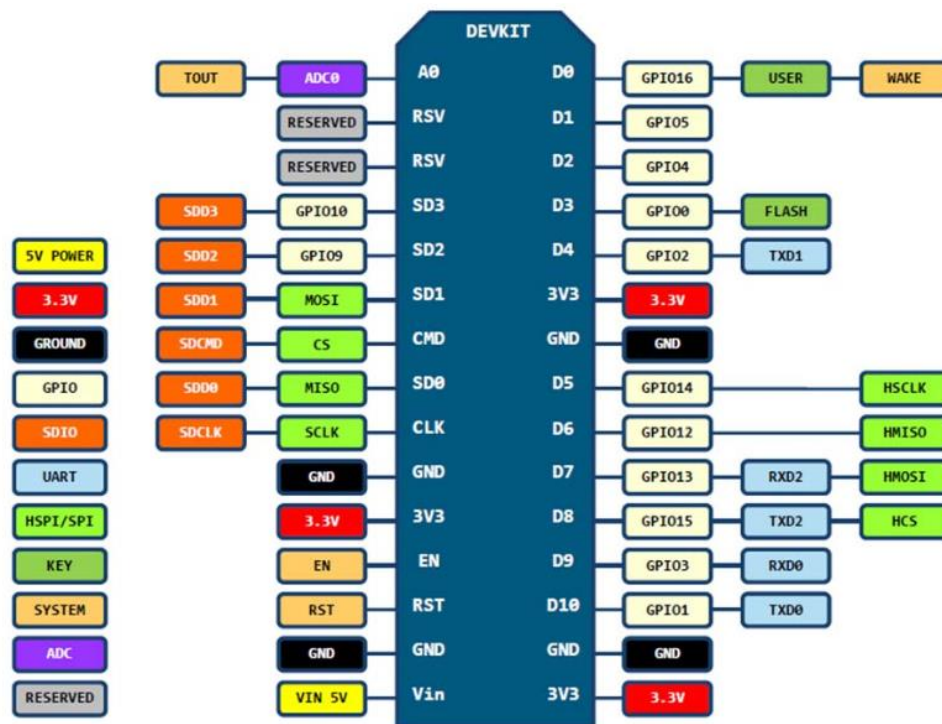 DEVKIT
TOUT ADC0 A0 D0 GPIO16 USER WAKE
RESERVED RSV D1 GPIO5
RESERVED RSV D2 GPIO4
SDD3 GPIO10 SD3 D3 GPIO0 FLASH
5V POWER SDD2 GPIO9 SD2 D4 GPIO2 TXD1
3.3V SDD1 MOSI SD1 3V3 3.3V
GROUND SDCMD CS CMD GND GND
GPIO SDD0 MISO SD0 D5 GPIO14 HSCLK
SDIO SDCLK SCLK CLK D6 GPIO12 HMISO
UART GND GND D7 GPIO13 RXD2 HMOSI
HSPI/SPI 3.3V 3V3 D8 GPIO15 TXD2 HCS
KEY EN EN D9 GPIO3 RXD0
SYSTEM RST RST D10 GPIO1 TXD0
ADC GND GND GND GND
RESERVED VIN 5V Vin 3V3 3.3V